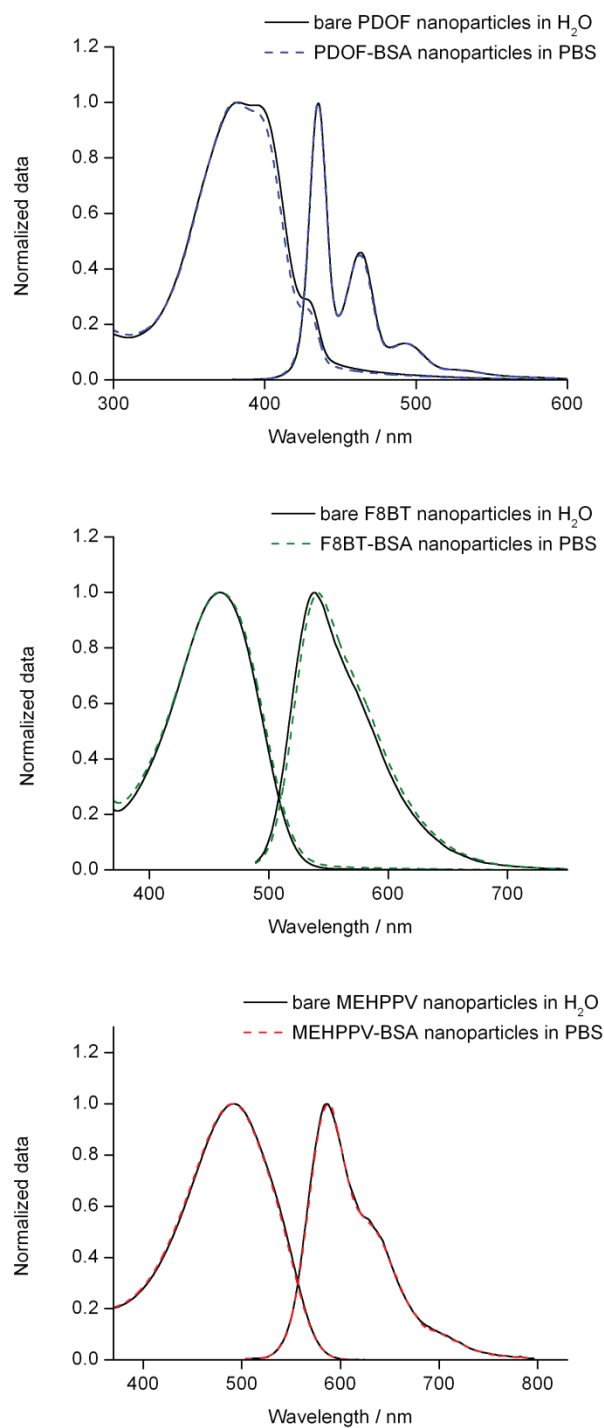 bare PDOF nanoparticles in H₂O
PDOF-BSA nanoparticles in PBS
Normalized data
1.0
0.8
0.6
0.4
0.2
0.0
300
400
500
600
Wavelength / nm
bare F8BT nanoparticles in H₂O
F8BT-BSA nanoparticles in PBS
Normalized data
1.2
1.0
0.8
0.6
0.4
0.2
0.0
400
500
600
700
Wavelength / nm
bare MEHPPV nanoparticles in H₂O
MEHPPV-BSA nanoparticles in PBS
Normalized data
1.2
1.0
0.8
0.6
0.4
0.2
0.0
400
500
600
700
800
Wavelength / nm